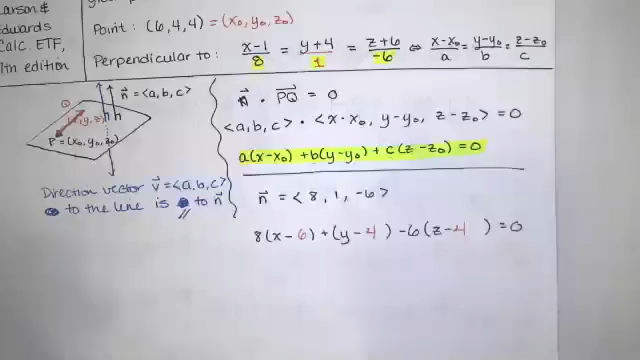 Larson &
Edwards
Calc. ETF,
7th edition
Point: (6,4,4) = (x₀, y₀, z₀)
Perpendicular to: (x-1)/8 = (y+4)/1 = (z+6)/-6 ⇔ (x-x₀)/a = (y-y₀)/b = (z-z₀)/c
n⃗ = <a,b,c>
Q
(x,y,z)
P = (x₀,y₀,z₀)
Direction vector v⃗ = <a,b,c>
to the line is // to n⃗
n⃗ · PQ⃗ = 0
<a,b,c> · <x-x₀, y-y₀, z-z₀> = 0
a(x-x₀) + b(y-y₀) + c(z-z₀) = 0
n⃗ = < 8, 1, -6>
8(x-6) + (y-4) -6(z-4 ) = 0